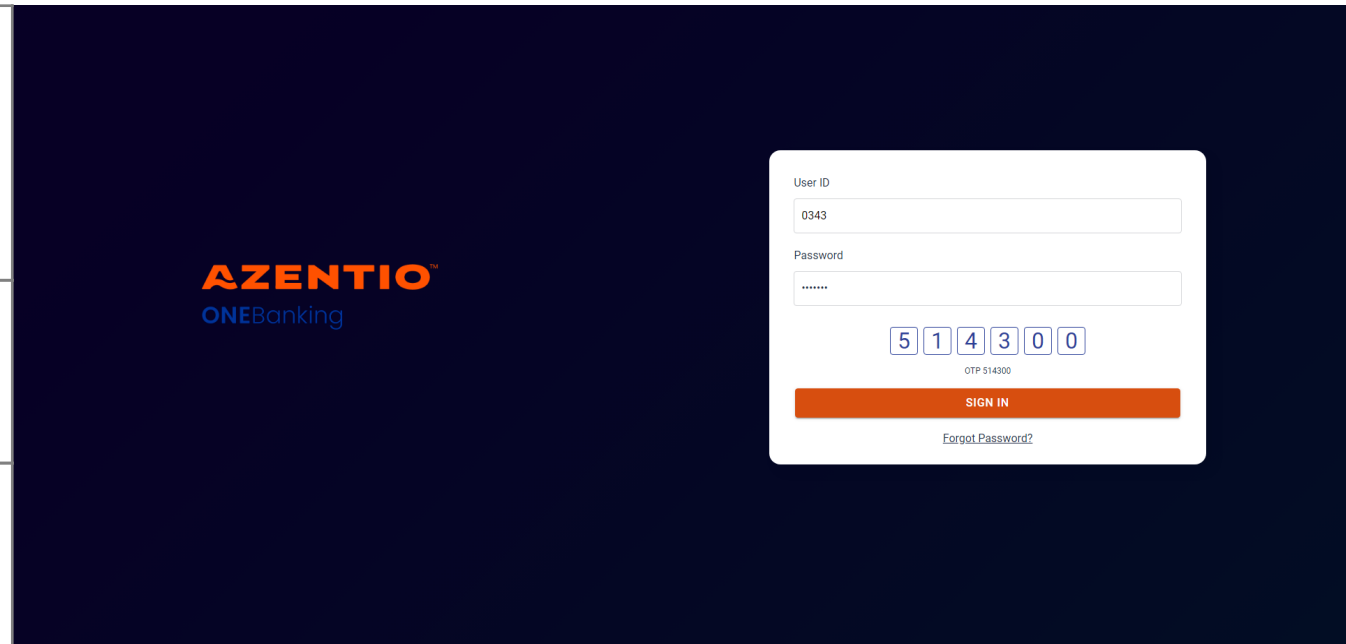 AZENTIO™
ONEBanking
User ID
0343
Password
•••••••
5 1 4 3 0 0
OTP 514300
SIGN IN
Forgot Password?